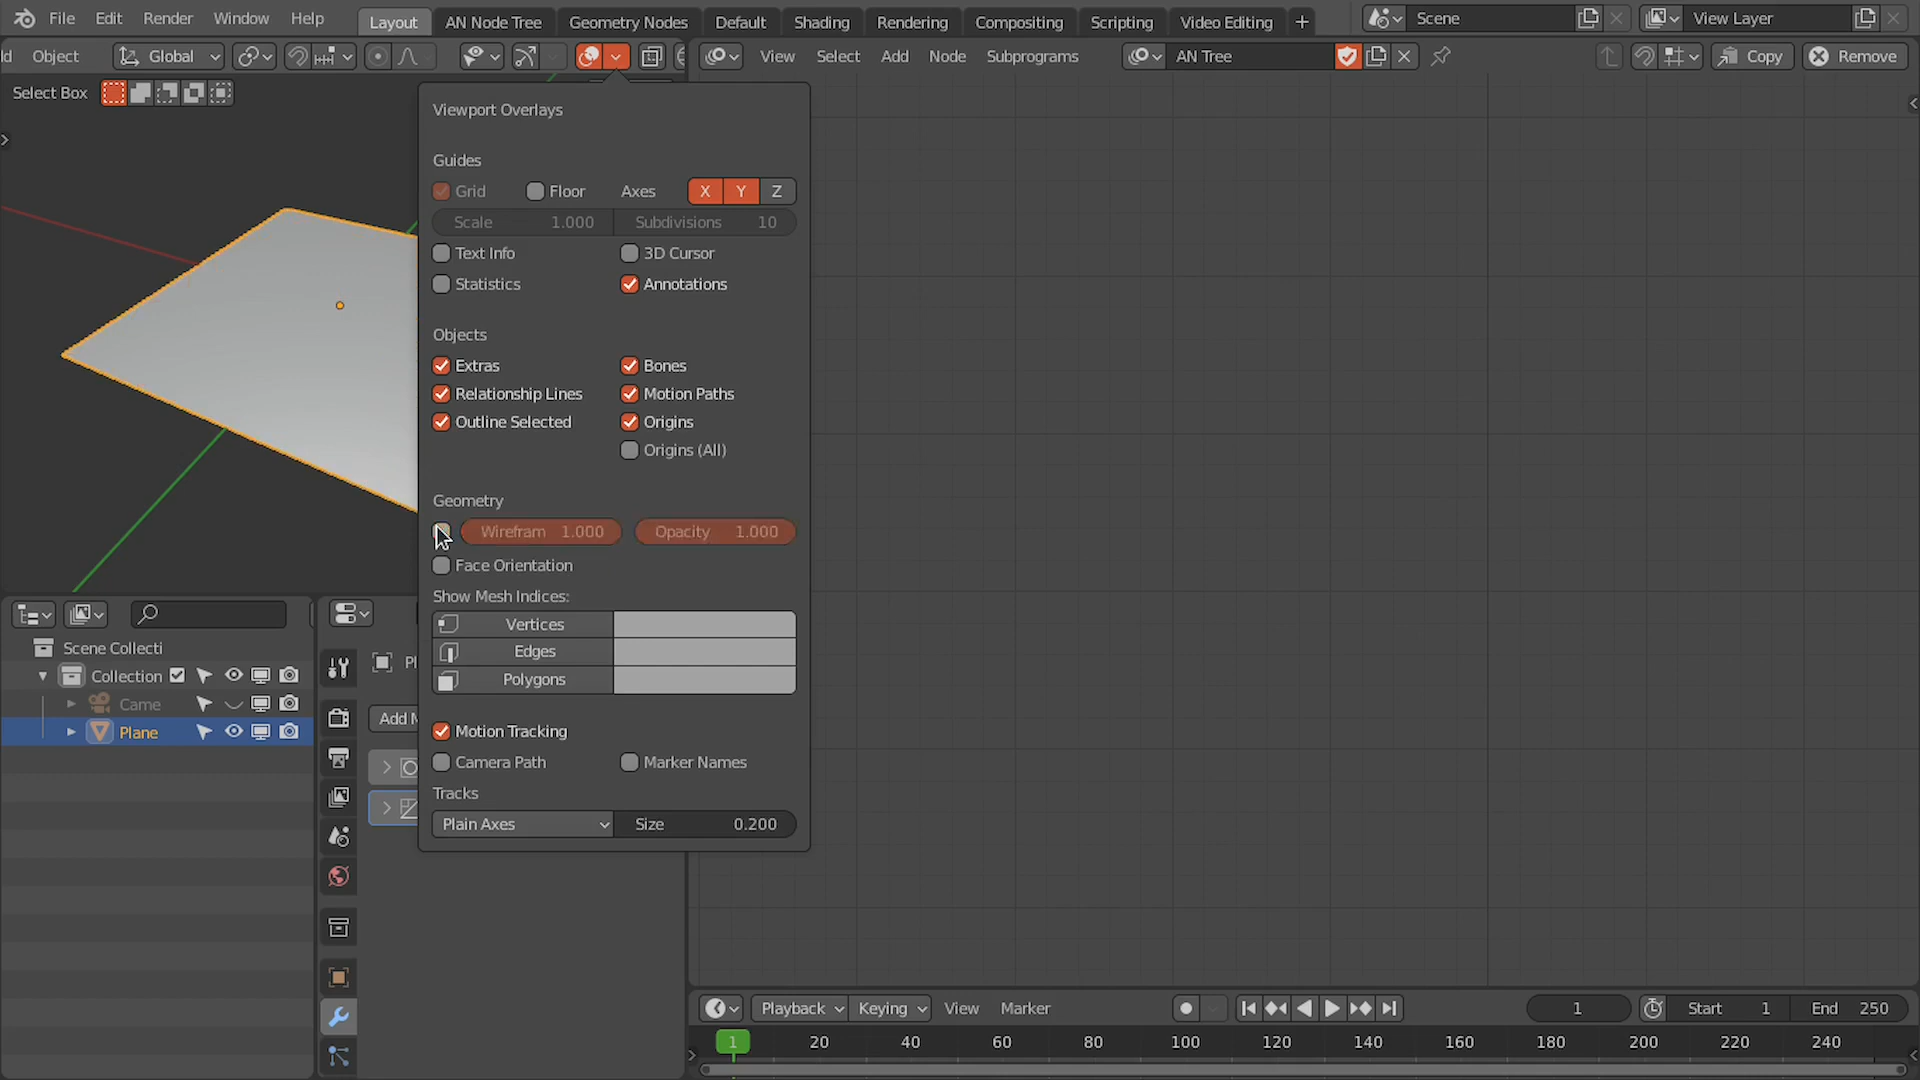 File Edit Render Window Help Layout AN Node Tree Geometry Nodes Default Shading Rendering Compositing Scripting Video Editing + Scene View Layer
ld Object Global View Select Add Node Subprograms AN Tree Copy Remove
Select Box
Viewport Overlays
Guides
Grid Floor Axes X Y Z
Scale 1.000 Subdivisions 10
Text Info 3D Cursor
Statistics Annotations
Objects
Extras Bones
Relationship Lines Motion Paths
Outline Selected Origins
Origins (All)
Geometry
Wirefram 1.000 Opacity 1.000
Face Orientation
Show Mesh Indices:
Vertices
Edges
Polygons
Motion Tracking
Camera Path Marker Names
Tracks
Plain Axes Size 0.200
Scene Collecti
Collection
Came
Plane
Pl
Add M
Playback Keying View Marker 1 Start 1 End 250
1 20 40 60 80 100 120 140 160 180 200 220 240